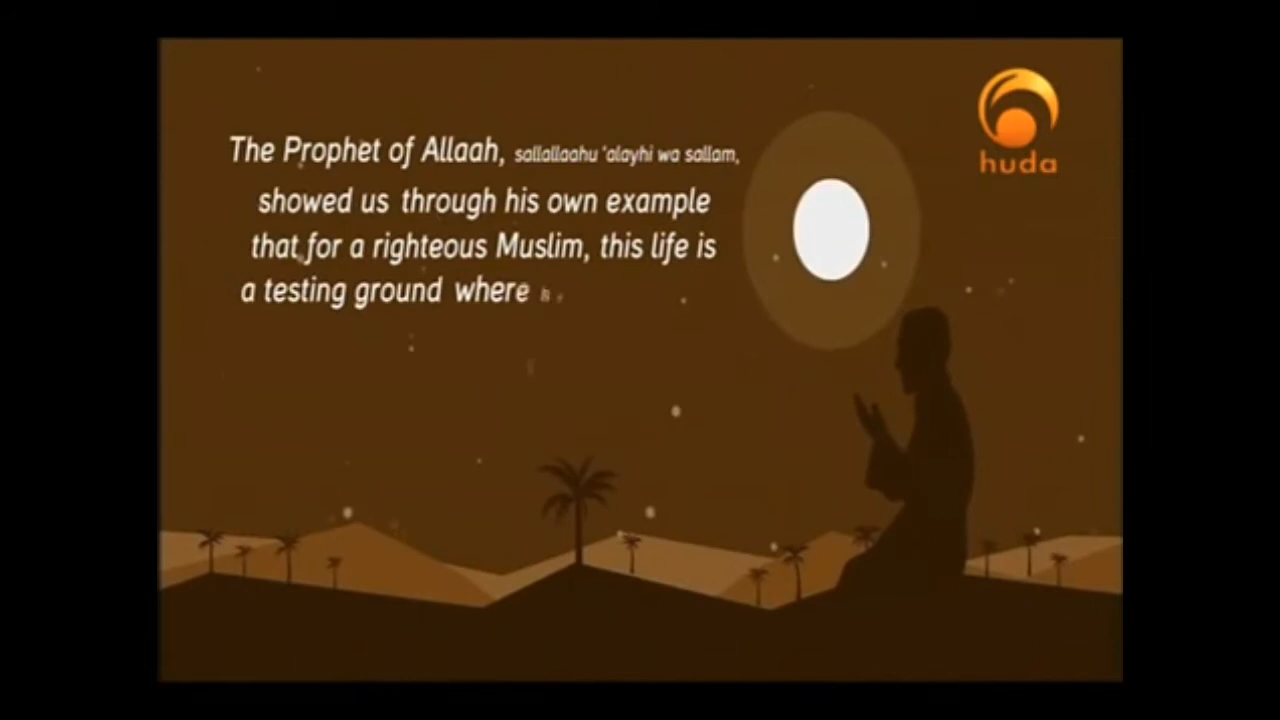 The Prophet of Allaah, sallallaahu 'alayhi wa sallam,
showed us through his own example
that for a righteous Muslim, this life is
a testing ground where
huda